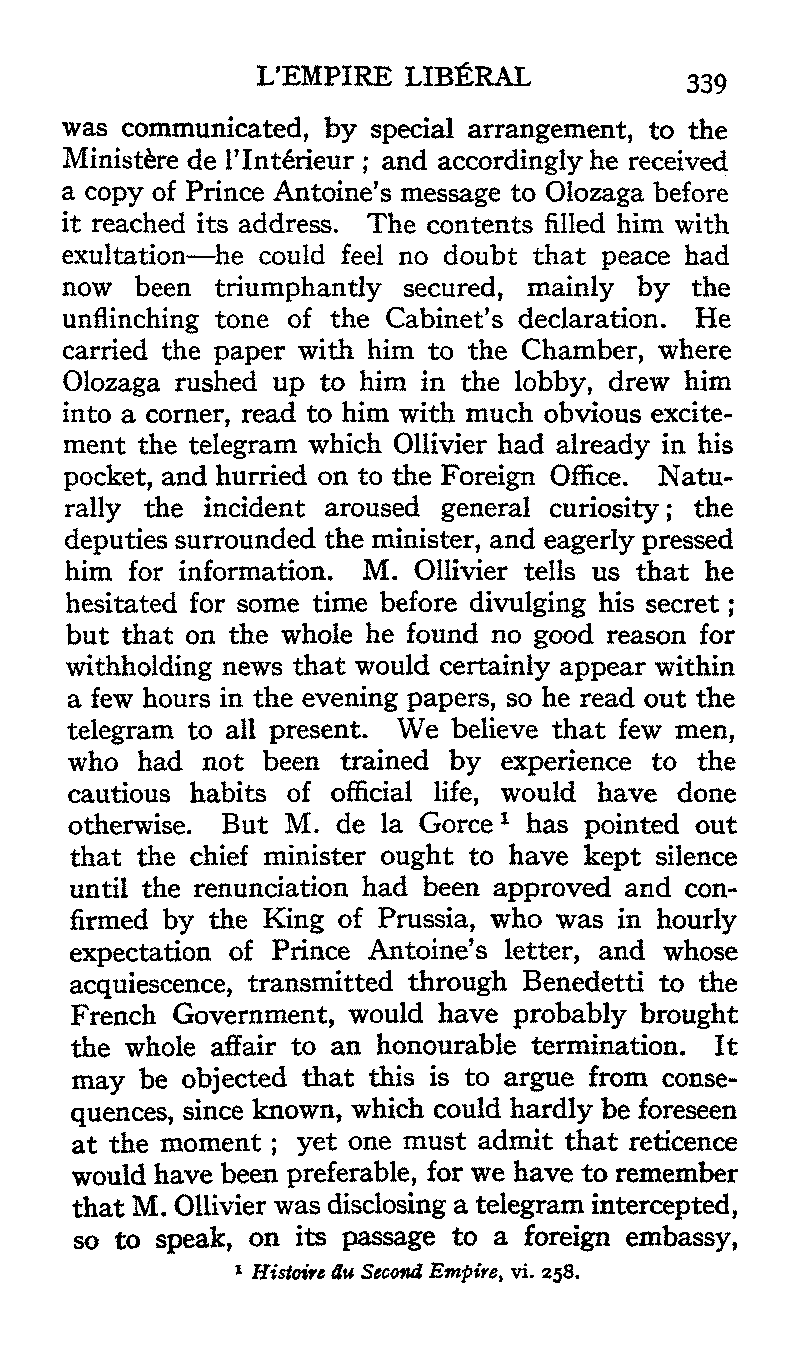 L'EMPIRE LIBÉRAL 339
was communicated, by special arrangement, to the
Ministère de l'Intérieur ; and accordingly he received
a copy of Prince Antoine's message to Olozaga before
it reached its address. The contents filled him with
exultation—he could feel no doubt that peace had
now been triumphantly secured, mainly by the
unflinching tone of the Cabinet's declaration. He
carried the paper with him to the Chamber, where
Olozaga rushed up to him in the lobby, drew him
into a corner, read to him with much obvious excite-
ment the telegram which Ollivier had already in his
pocket, and hurried on to the Foreign Office. Natu-
rally the incident aroused general curiosity ; the
deputies surrounded the minister, and eagerly pressed
him for information. M. Ollivier tells us that he
hesitated for some time before divulging his secret ;
but that on the whole he found no good reason for
withholding news that would certainly appear within
a few hours in the evening papers, so he read out the
telegram to all present. We believe that few men,
who had not been trained by experience to the
cautious habits of official life, would have done
otherwise. But M. de la Gorce ¹ has pointed out
that the chief minister ought to have kept silence
until the renunciation had been approved and con-
firmed by the King of Prussia, who was in hourly
expectation of Prince Antoine's letter, and whose
acquiescence, transmitted through Benedetti to the
French Government, would have probably brought
the whole affair to an honourable termination. It
may be objected that this is to argue from conse-
quences, since known, which could hardly be foreseen
at the moment ; yet one must admit that reticence
would have been preferable, for we have to remember
that M. Ollivier was disclosing a telegram intercepted,
so to speak, on its passage to a foreign embassy,
¹ Histoire du Second Empire, vi. 258.